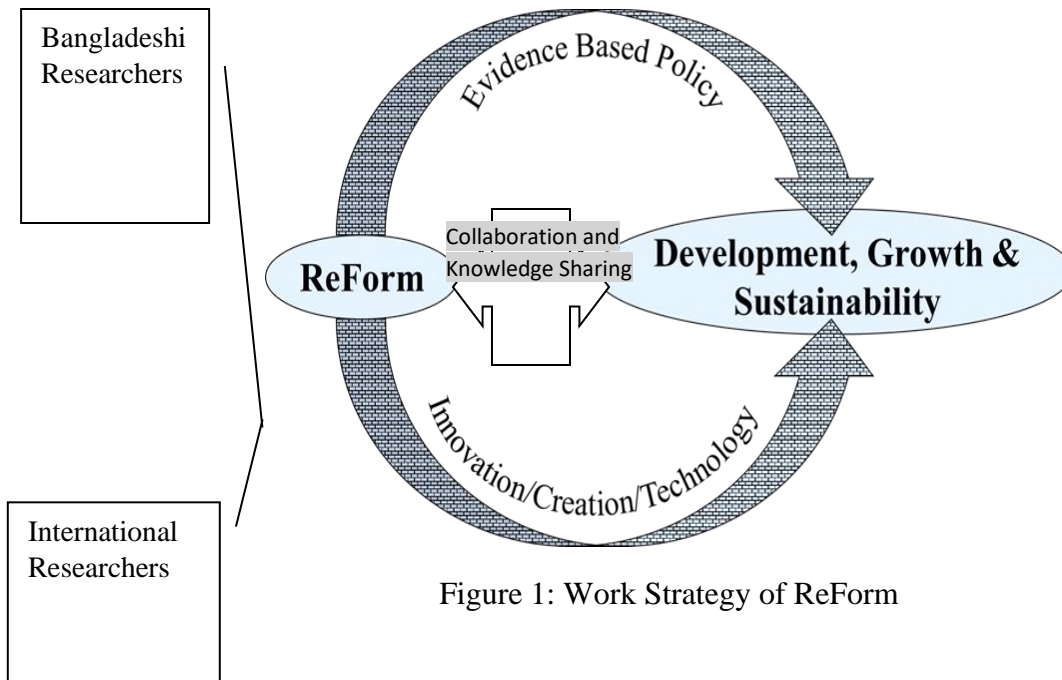 Bangladeshi
Researchers
Evidence Based Policy
Collaboration and
Knowledge Sharing
ReForm
Development, Growth &
Sustainability
Innovation/Creation/Technology
International
Researchers
Figure 1: Work Strategy of ReForm